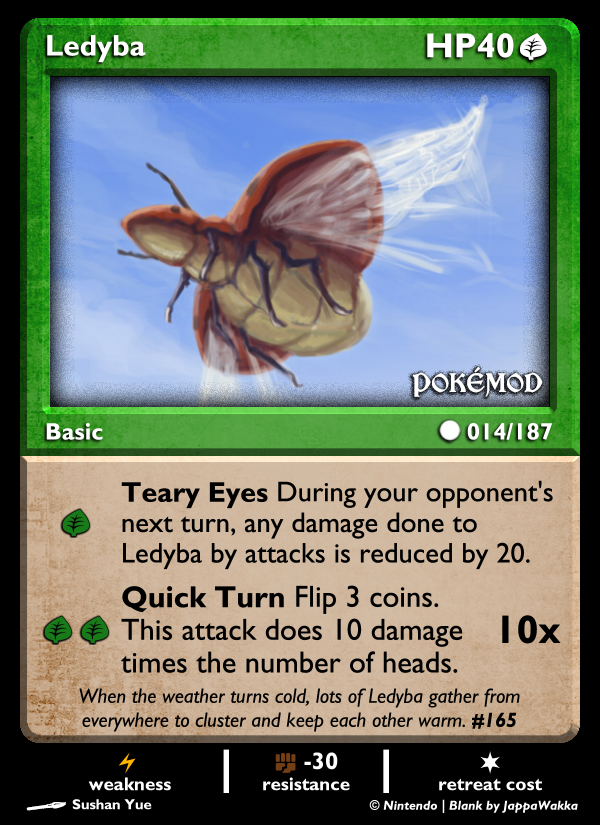 Ledyba HP40
POKÉMOD
Basic 014/187
Teary Eyes During your opponent's
next turn, any damage done to
Ledyba by attacks is reduced by 20.
Quick Turn Flip 3 coins.
This attack does 10 damage 10x
times the number of heads.
When the weather turns cold, lots of Ledyba gather from
everywhere to cluster and keep each other warm. #165
-30
weakness resistance retreat cost
Sushan Yue © Nintendo | Blank by JappaWakka